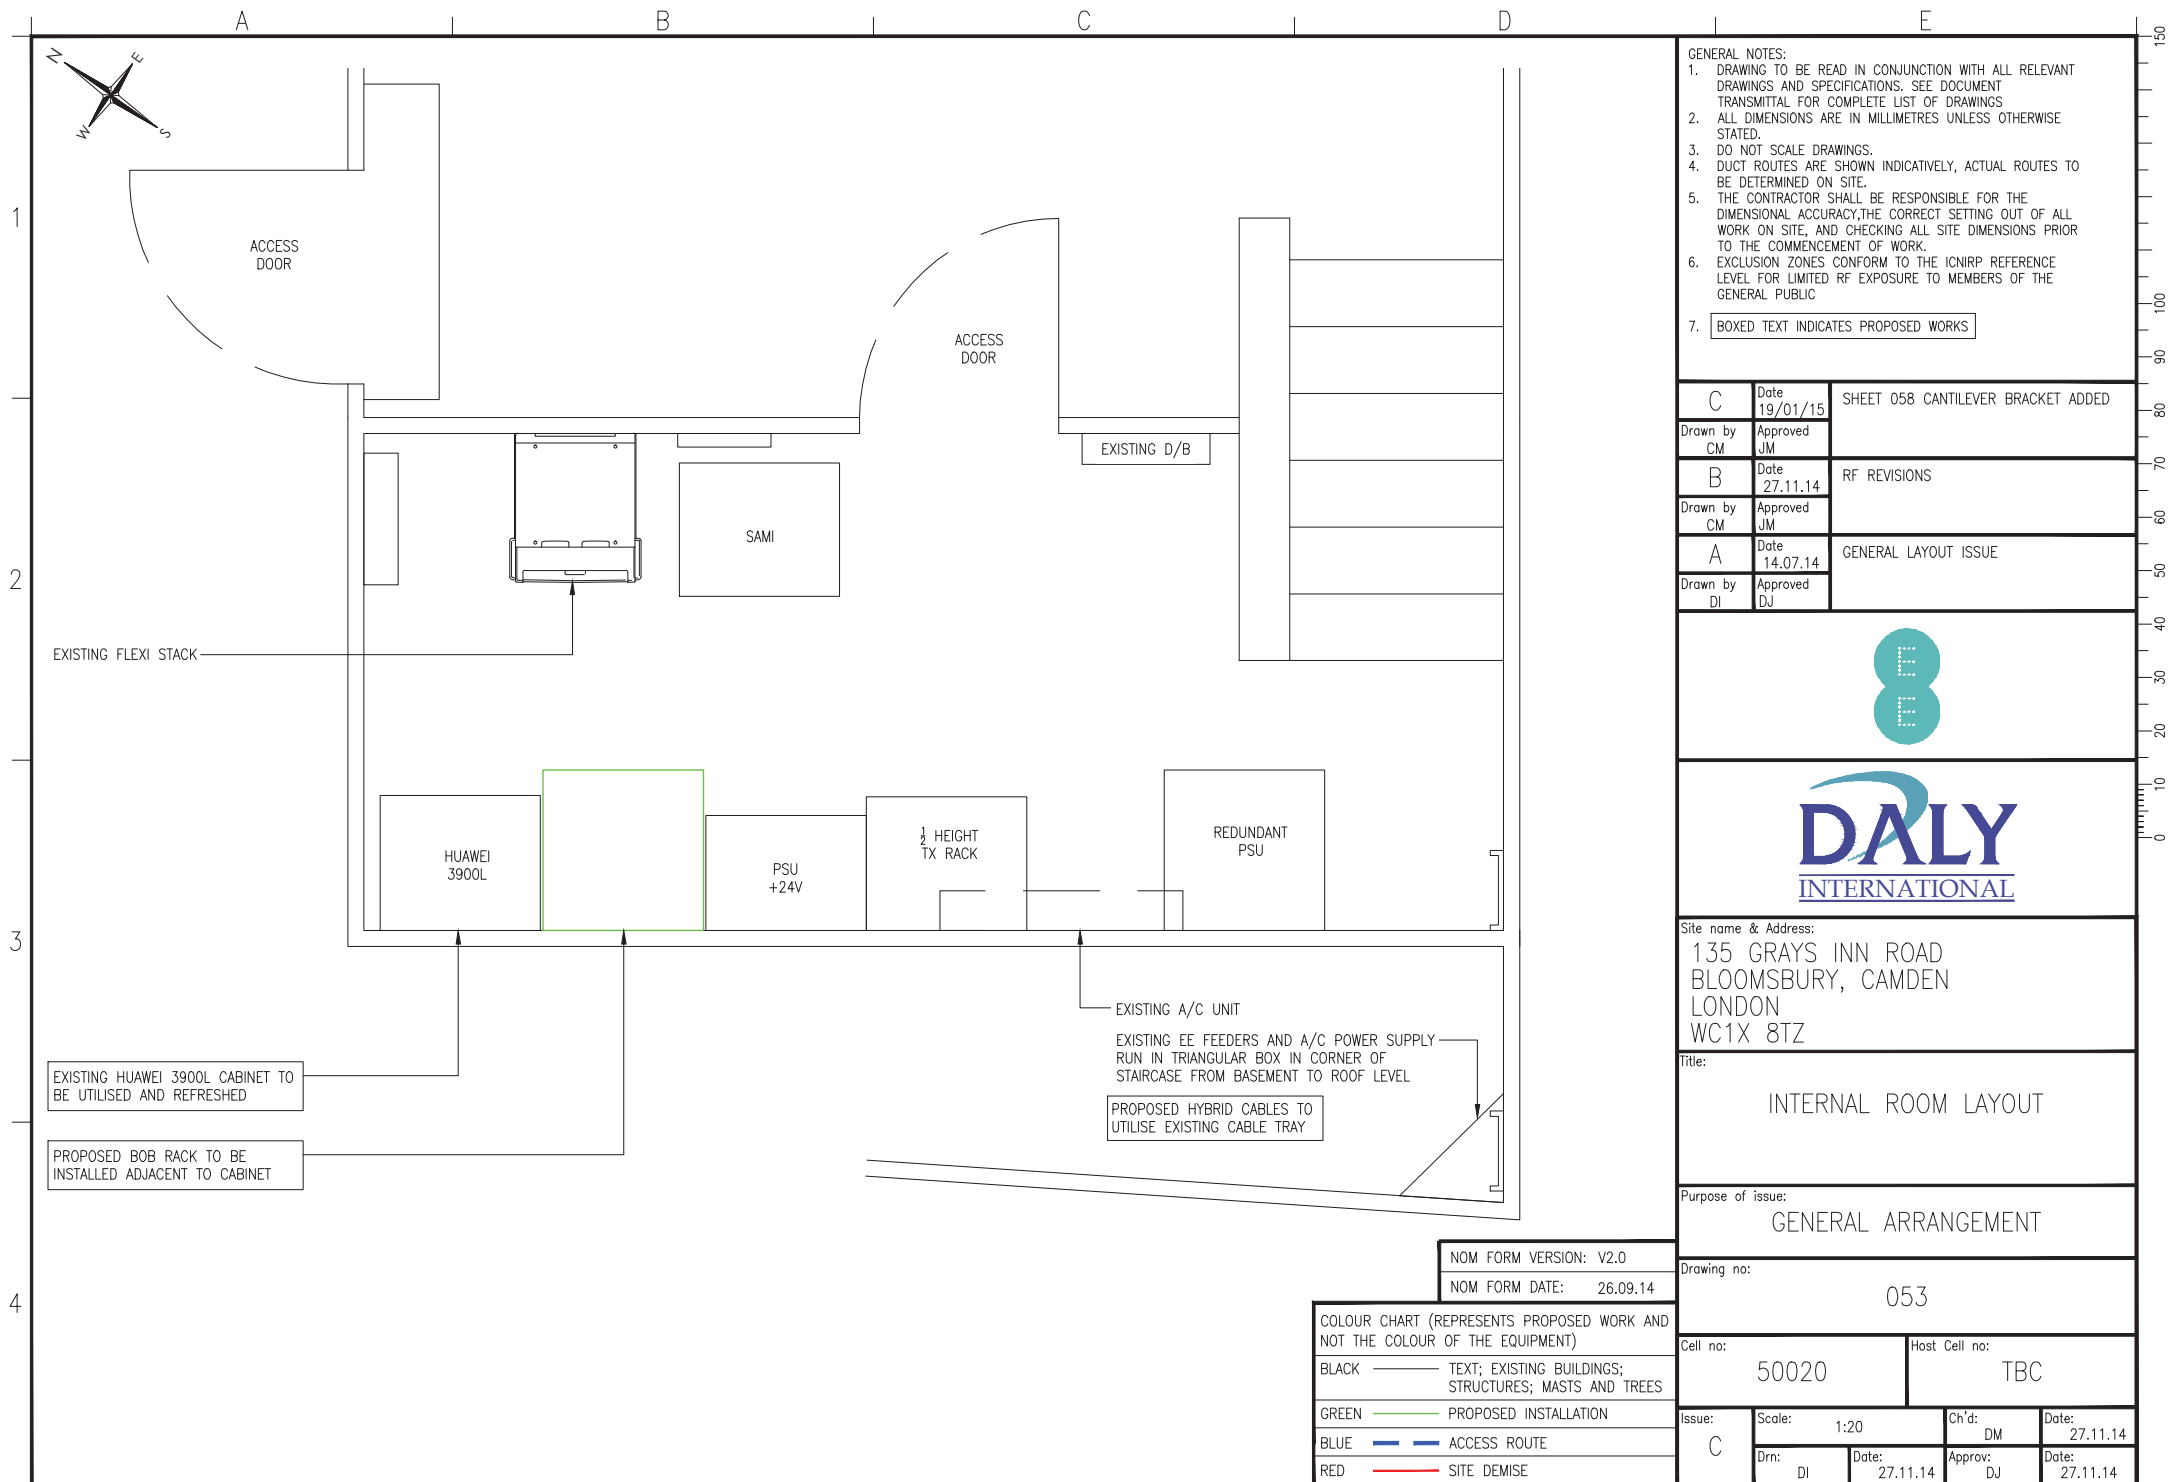 A
B
C
D
E
N
E
W
S
1
2
3
4
ACCESS
DOOR
ACCESS
DOOR
EXISTING D/B
SAMI
EXISTING FLEXI STACK
HUAWEI
3900L
PSU
+24V
½ HEIGHT
TX RACK
REDUNDANT
PSU
EXISTING A/C UNIT
EXISTING EE FEEDERS AND A/C POWER SUPPLY
RUN IN TRIANGULAR BOX IN CORNER OF
STAIRCASE FROM BASEMENT TO ROOF LEVEL
PROPOSED HYBRID CABLES TO
UTILISE EXISTING CABLE TRAY
EXISTING HUAWEI 3900L CABINET TO
BE UTILISED AND REFRESHED
PROPOSED BOB RACK TO BE
INSTALLED ADJACENT TO CABINET
NOM FORM VERSION: V2.0
NOM FORM DATE: 26.09.14
COLOUR CHART (REPRESENTS PROPOSED WORK AND
NOT THE COLOUR OF THE EQUIPMENT)
BLACK TEXT; EXISTING BUILDINGS;
STRUCTURES; MASTS AND TREES
GREEN PROPOSED INSTALLATION
BLUE ACCESS ROUTE
RED SITE DEMISE
GENERAL NOTES:
1. DRAWING TO BE READ IN CONJUNCTION WITH ALL RELEVANT
DRAWINGS AND SPECIFICATIONS. SEE DOCUMENT
TRANSMITTAL FOR COMPLETE LIST OF DRAWINGS
2. ALL DIMENSIONS ARE IN MILLIMETRES UNLESS OTHERWISE
STATED.
3. DO NOT SCALE DRAWINGS.
4. DUCT ROUTES ARE SHOWN INDICATIVELY, ACTUAL ROUTES TO
BE DETERMINED ON SITE.
5. THE CONTRACTOR SHALL BE RESPONSIBLE FOR THE
DIMENSIONAL ACCURACY,THE CORRECT SETTING OUT OF ALL
WORK ON SITE, AND CHECKING ALL SITE DIMENSIONS PRIOR
TO THE COMMENCEMENT OF WORK.
6. EXCLUSION ZONES CONFORM TO THE ICNIRP REFERENCE
LEVEL FOR LIMITED RF EXPOSURE TO MEMBERS OF THE
GENERAL PUBLIC
7. BOXED TEXT INDICATES PROPOSED WORKS
C Date SHEET 058 CANTILEVER BRACKET ADDED
19/01/15
Drawn by Approved
CM JM
B Date RF REVISIONS
27.11.14
Drawn by Approved
CM JM
A Date GENERAL LAYOUT ISSUE
14.07.14
Drawn by Approved
DI DJ
E
E
DALY
INTERNATIONAL
Site name & Address:
135 GRAYS INN ROAD
BLOOMSBURY, CAMDEN
LONDON
WC1X 8TZ
Title:
INTERNAL ROOM LAYOUT
Purpose of issue:
GENERAL ARRANGEMENT
Drawing no:
053
Cell no: Host Cell no:
50020 TBC
Issue: Scale: Ch'd: Date:
C 1:20 DM 27.11.14
Drn: Date: Approv: Date:
DI 27.11.14 DJ 27.11.14
150
100
90
80
70
60
50
40
30
20
10
0